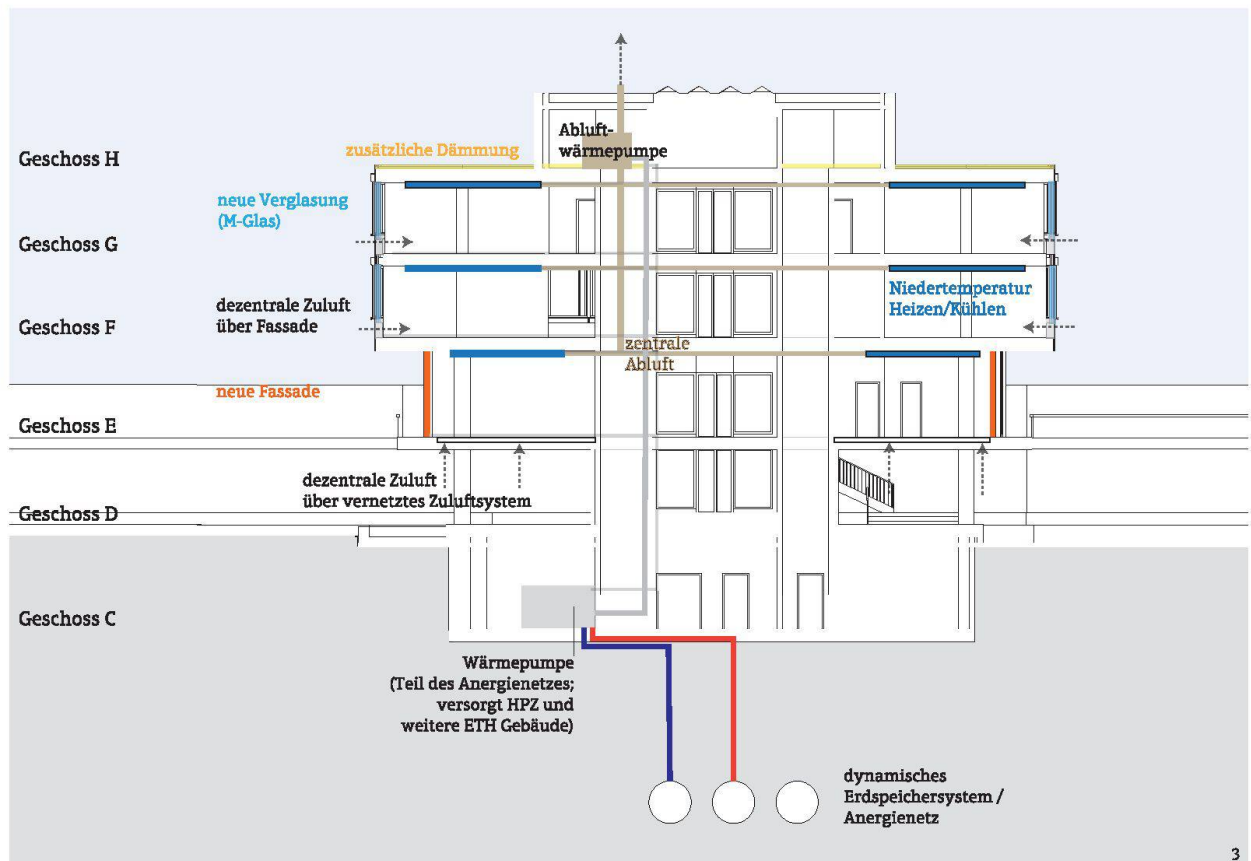 Abluft-
wärmepumpe
Geschoss H
zusätzliche Dämmung
neue Verglasung
(M-Glas)
Geschoss G
dezentrale Zuluft
über Fassade
Niedertemperatur
Heizen/Kühlen
Geschoss F
zentrale
Abluft
neue Fassade
Geschoss E
dezentrale Zuluft
über vernetztes Zuluftsystem
Geschoss D
Geschoss C
Wärmepumpe
(Teil des Anergienetzes;
versorgt HPZ und
weitere ETH Gebäude)
dynamisches
Erdspeichersystem /
Anergienetz
3